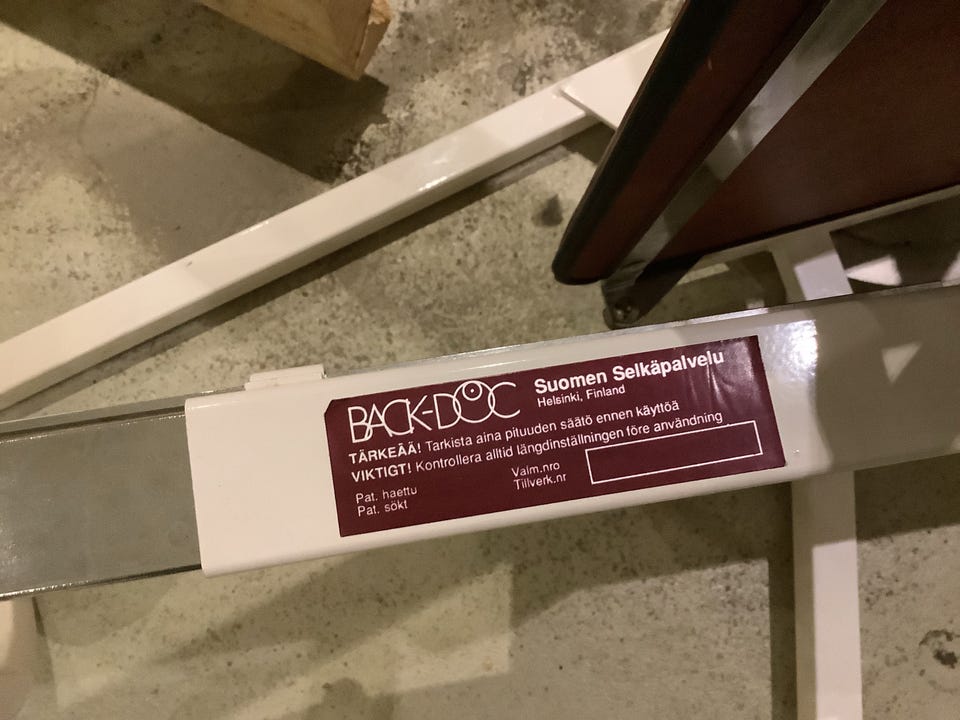 BACK-DOC
Suomen Selkäpalvelu
Helsinki, Finland
TÄRKEÄÄ! Tarkista aina pituuden säätö ennen käyttöä
VIKTIGT! Kontrollera alltid längdinställningen före användning
Pat. haettu
Pat. sökt
Valm.nro
Tillverk.nr